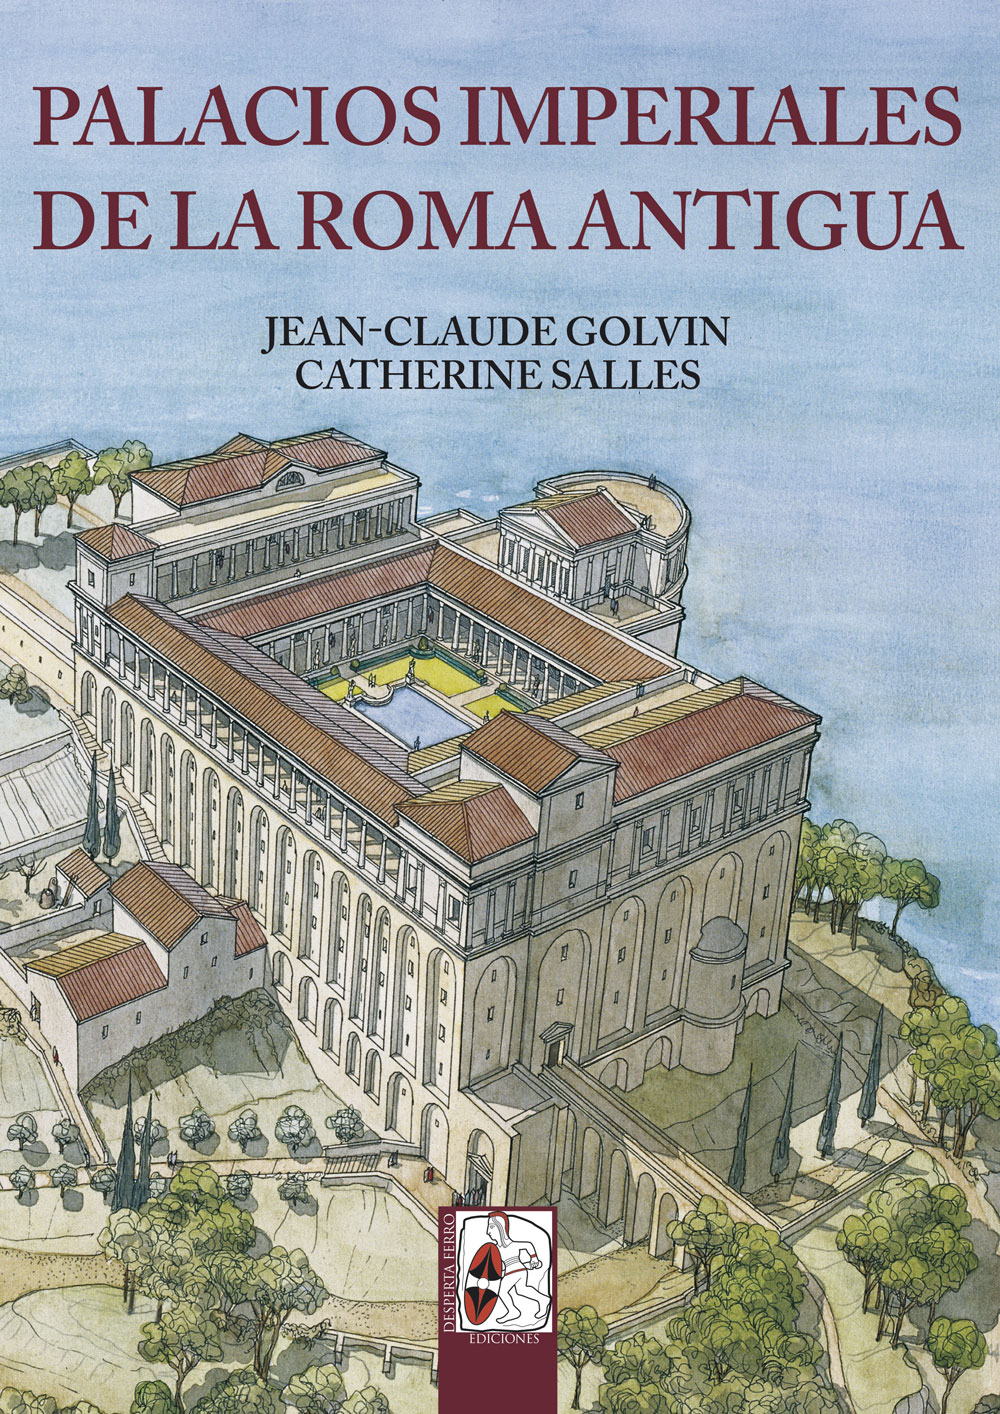 PALACIOS IMPERIALES
DE LA ROMA ANTIGUA
JEAN-CLAUDE GOLVIN
CATHERINE SALLES
DESPERTA FERRO
EDICIONES